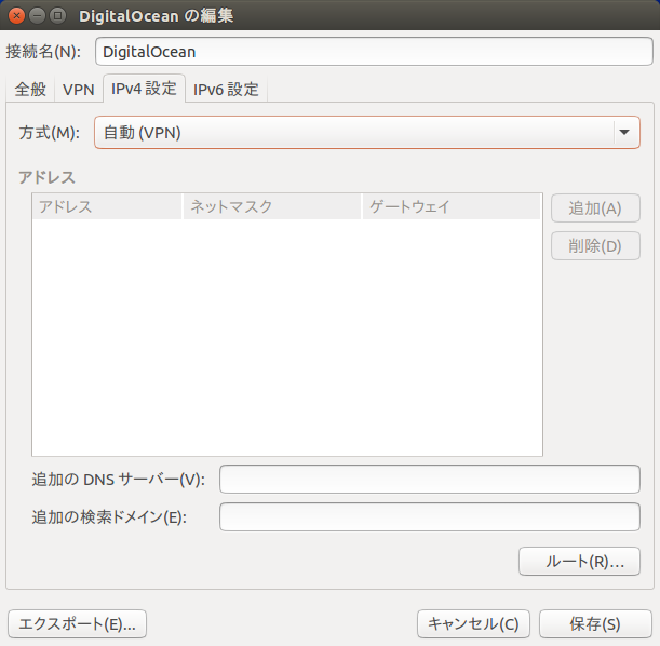 DigitalOcean の編集
接続名(N): DigitalOcean
全般 VPN IPv4 設定 IPv6 設定
方式(M): 自動 (VPN)
アドレス
アドレス ネットマスク ゲートウェイ
追加(A)
削除(D)
追加の DNS サーバー(V):
追加の検索ドメイン(E):
ルート(R)...
エクスポート(E)... キャンセル(C) 保存(S)